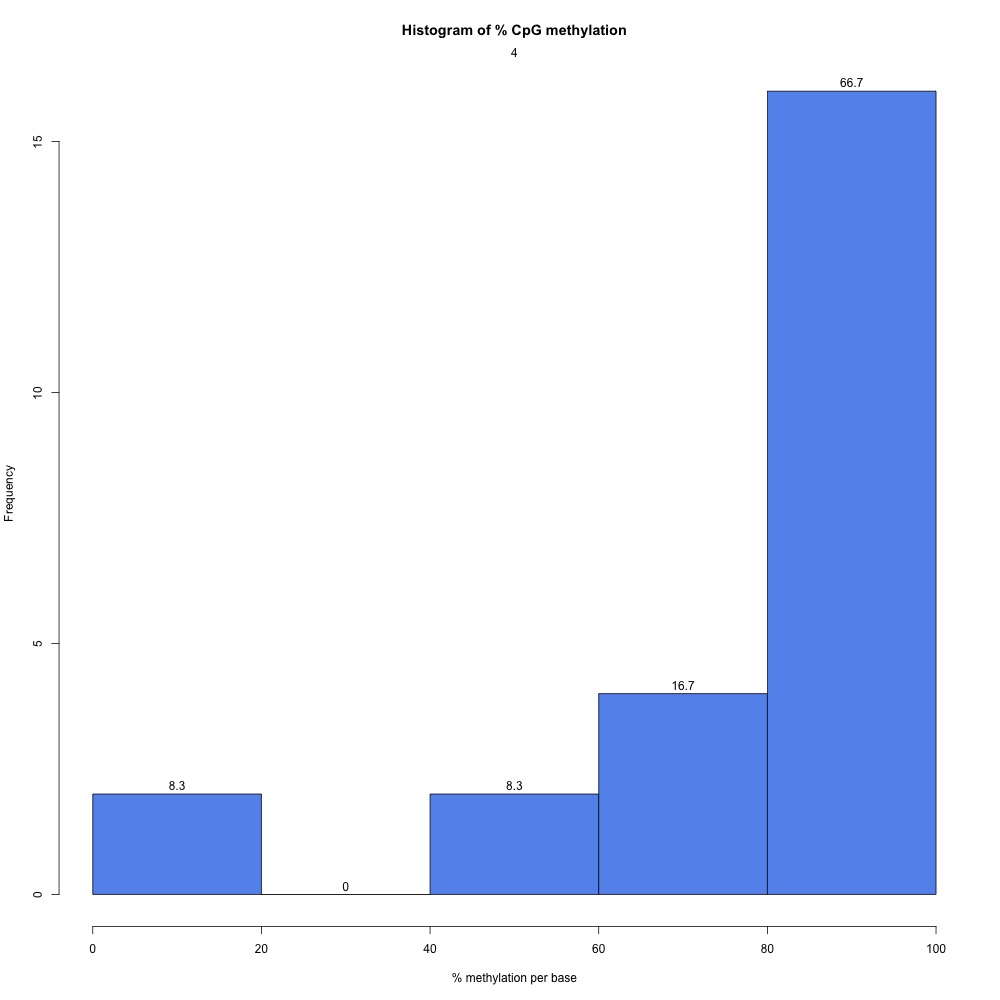 Histogram of % CpG methylation
4
66.7
16.7
8.3
0
8.3
Frequency
15
10
5
0
0 20 40 60 80 100
% methylation per base